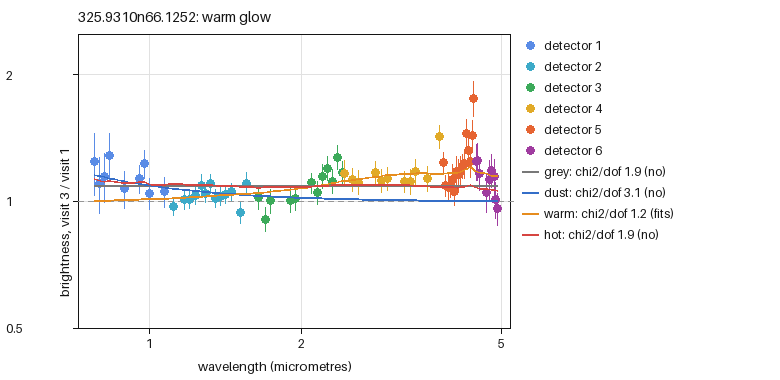 325.9310n66.1252: warm glow
brightness, visit 3 / visit 1
2
1
0.5
1
2
5
wavelength (micrometres)
detector 1
detector 2
detector 3
detector 4
detector 5
detector 6
grey: chi2/dof 1.9 (no)
dust: chi2/dof 3.1 (no)
warm: chi2/dof 1.2 (fits)
hot: chi2/dof 1.9 (no)